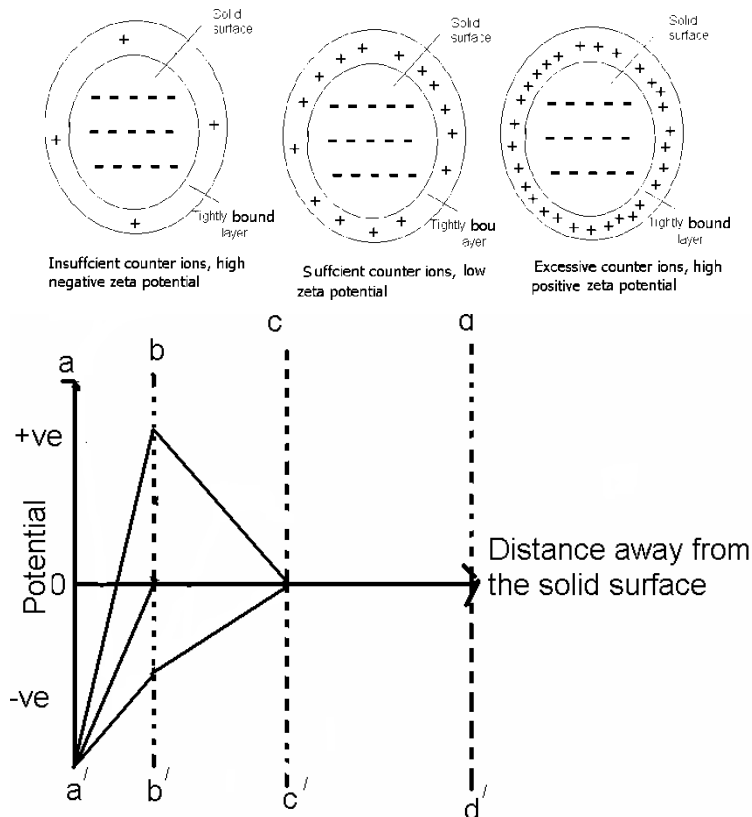 Solid
surface
+
+ +
+
- - - - -
- - - - -
- - - - -
Tightly bound
layer
Insuffcient counter ions, high
negative zeta potential
Solid
surface
+ + + + + + + + + + + + + + + +
- - - - -
- - - - -
- - - - -
Tightly bou
ayer
Suffcient counter ions, low
zeta potential
Solid
surface
- - - - -
- - - - -
- - - - -
Tightly bound
layer
Excessive counter ions, high
positive zeta potential
a
b
c
d
+ve
Potential
0
-ve
Distance away from
the solid surface
a′
b′
c′
d′